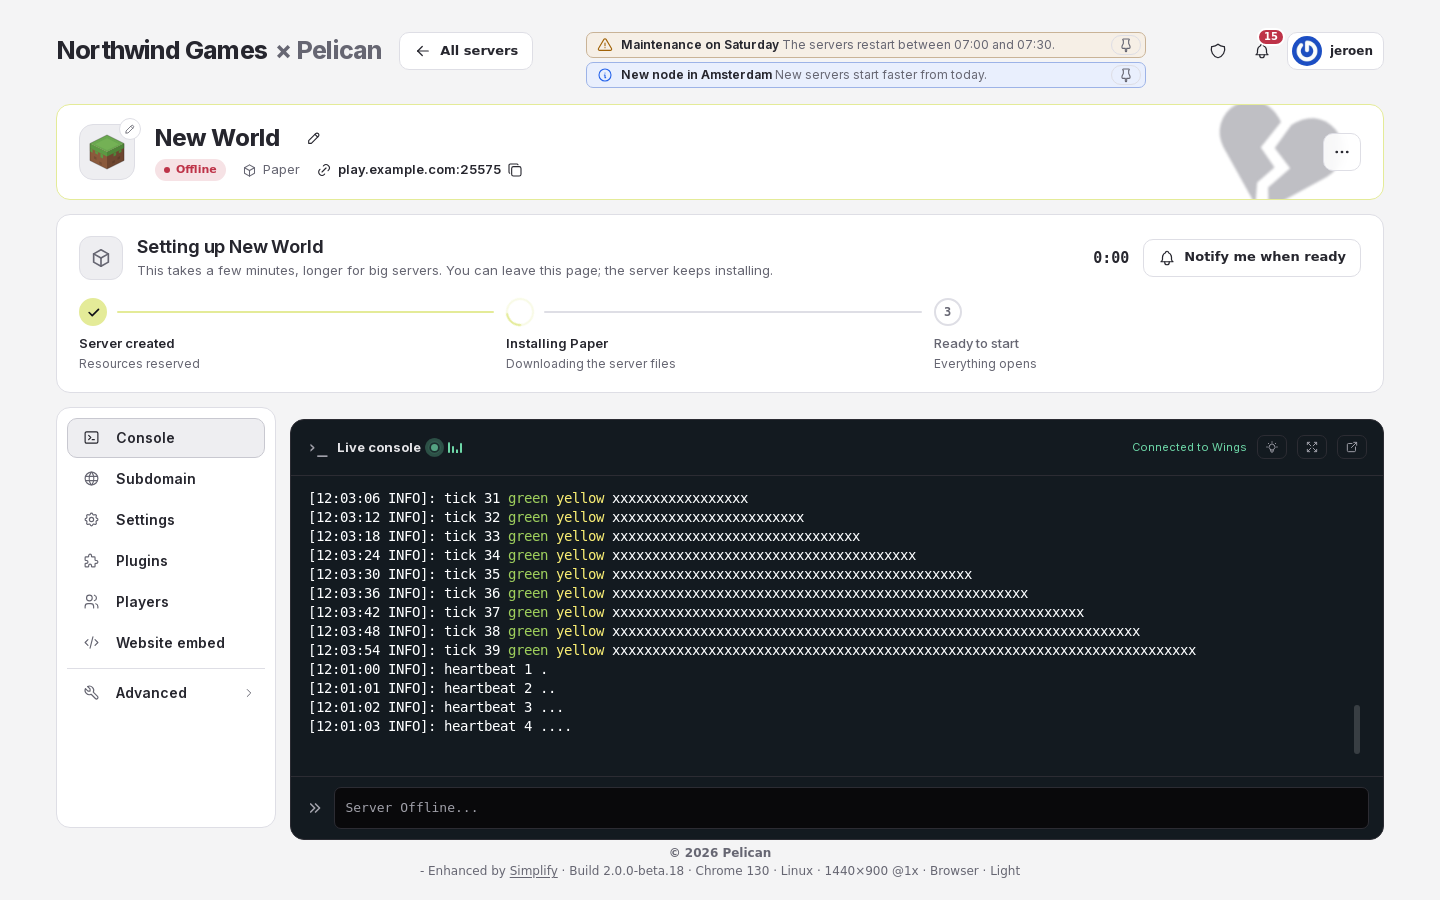 Northwind Games × Pelican
All servers
Maintenance on Saturday The servers restart between 07:00 and 07:30.
New node in Amsterdam New servers start faster from today.
15
jeroen
New World
Offline
Paper
play.example.com:25575
Setting up New World
This takes a few minutes, longer for big servers. You can leave this page; the server keeps installing.
0:00
Notify me when ready
3
Server created
Installing Paper
Ready to start
Resources reserved
Downloading the server files
Everything opens
Console
Subdomain
Settings
Plugins
Players
Website embed
Advanced
>_ Live console
Connected to Wings
[12:03:06 INFO]: tick 31 green yellow xxxxxxxxxxxxxxxxx
[12:03:12 INFO]: tick 32 green yellow xxxxxxxxxxxxxxxxxxxxxxxx
[12:03:18 INFO]: tick 33 green yellow xxxxxxxxxxxxxxxxxxxxxxxxxxxxxxx
[12:03:24 INFO]: tick 34 green yellow xxxxxxxxxxxxxxxxxxxxxxxxxxxxxxxxxxxxxx
[12:03:30 INFO]: tick 35 green yellow xxxxxxxxxxxxxxxxxxxxxxxxxxxxxxxxxxxxxxxxxxxxx
[12:03:36 INFO]: tick 36 green yellow xxxxxxxxxxxxxxxxxxxxxxxxxxxxxxxxxxxxxxxxxxxxxxxxxxxx
[12:03:42 INFO]: tick 37 green yellow xxxxxxxxxxxxxxxxxxxxxxxxxxxxxxxxxxxxxxxxxxxxxxxxxxxxxxxxxxx
[12:03:48 INFO]: tick 38 green yellow xxxxxxxxxxxxxxxxxxxxxxxxxxxxxxxxxxxxxxxxxxxxxxxxxxxxxxxxxxxxxxxxxx
[12:03:54 INFO]: tick 39 green yellow xxxxxxxxxxxxxxxxxxxxxxxxxxxxxxxxxxxxxxxxxxxxxxxxxxxxxxxxxxxxxxxxxxxxxxxxx
[12:01:00 INFO]: heartbeat 1 .
[12:01:01 INFO]: heartbeat 2 ..
[12:01:02 INFO]: heartbeat 3 ...
[12:01:03 INFO]: heartbeat 4 ....
Server Offline...
© 2026 Pelican
- Enhanced by Simplify · Build 2.0.0-beta.18 · Chrome 130 · Linux · 1440×900 @1x · Browser · Light